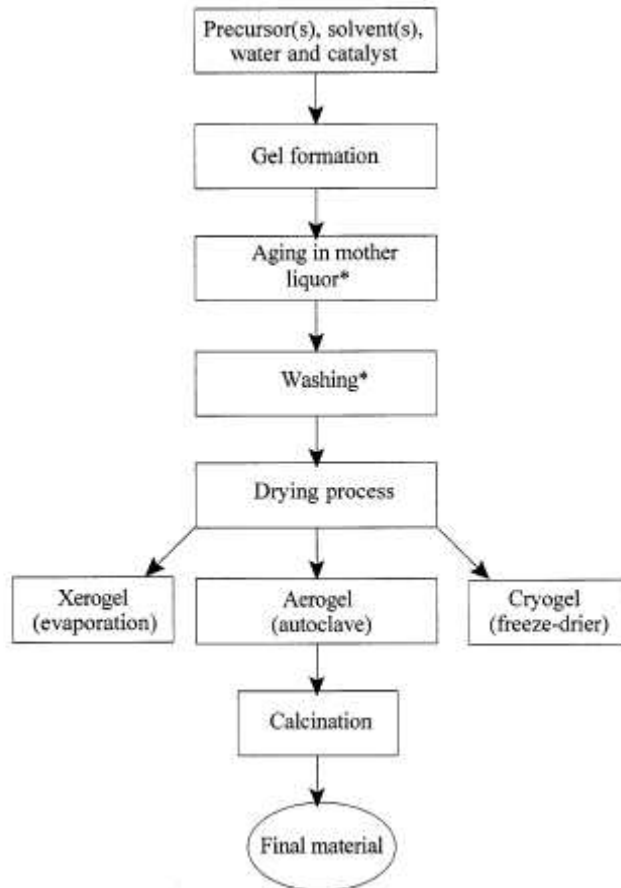 Precursor(s), solvent(s),
water and catalyst
Gel formation
Aging in mother
liquor*
Washing*
Drying process
Xerogel
(evaporation)
Aerogel
(autoclave)
Cryogel
(freeze-drier)
Calcination
Final material